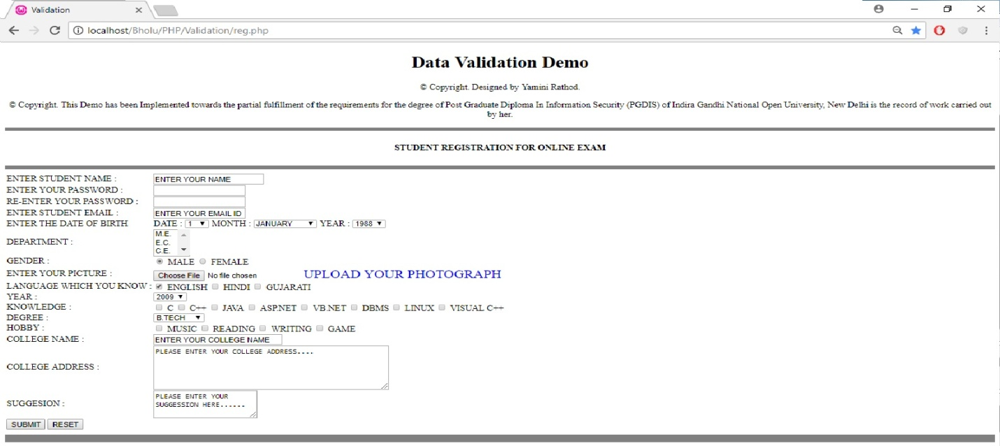 Validation
localhost/Bholu/PHP/Validation/reg.php
Data Validation Demo
© Copyright. Designed by Yamini Rathod.
© Copyright. This Demo has been Implemented towards the partial fulfillment of the requirements for the degree of Post Graduate Diploma In Information Security (PGDIS) of Indira Gandhi National Open University, New Delhi is the record of work carried out
by her.
STUDENT REGISTRATION FOR ONLINE EXAM
ENTER STUDENT NAME : ENTER YOUR NAME
ENTER YOUR PASSWORD :
RE-ENTER YOUR PASSWORD :
ENTER STUDENT EMAIL : ENTER YOUR EMAIL ID
ENTER THE DATE OF BIRTH DATE : 1 MONTH : JANUARY YEAR : 1988
DEPARTMENT : M.E.
E.C.
C.E.
GENDER : MALE FEMALE
ENTER YOUR PICTURE : Choose File No file chosen UPLOAD YOUR PHOTOGRAPH
LANGUAGE WHICH YOU KNOW : ENGLISH HINDI GUJARATI
YEAR : 2009
KNOWLEDGE : C C++ JAVA ASP.NET VB.NET DBMS LINUX VISUAL C++
DEGREE : B.TECH
HOBBY : MUSIC READING WRITING GAME
COLLEGE NAME : ENTER YOUR COLLEGE NAME
COLLEGE ADDRESS : PLEASE ENTER YOUR COLLEGE ADDRESS....
SUGGESION : PLEASE ENTER YOUR
SUGGESSION HERE......
SUBMIT RESET